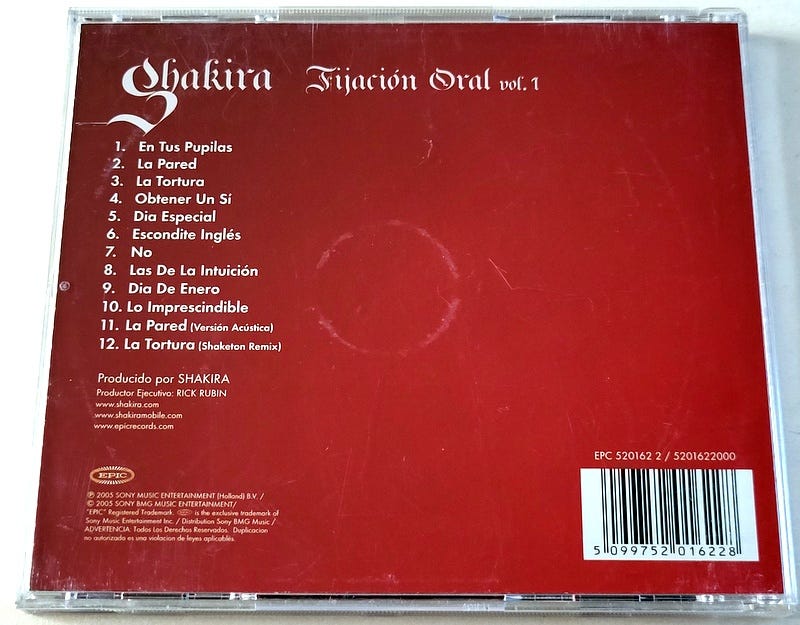 Shakira Fijación Oral vol. 1
1. En Tus Pupilas
2. La Pared
3. La Tortura
4. Obtener Un Sí
5. Dia Especial
6. Escondite Inglés
7. No
8. Las De La Intuición
9. Dia De Enero
10. Lo Imprescindible
11. La Pared (Versión Acústica)
12. La Tortura (Shaketon Remix)
Producido por SHAKIRA
Productor Ejecutivo: RICK RUBIN
www.shakira.com
www.shakiramobile.com
www.epicrecords.com
EPC 520162 2 / 5201622000
EPIC
℗ 2005 SONY MUSIC ENTERTAINMENT (Holland) B.V. /
© 2005 SONY BMG MUSIC ENTERTAINMENT/
"EPIC" Registered Trademark. EPIC is the exclusive trademark of
Sony Music Entertainment Inc. / Distribution Sony BMG Music /
ADVERTENCIA: Todos Los Derechos Reservados. Duplicacion
no autorizada es una violacion de leyes aplicables.
5 099752 016228